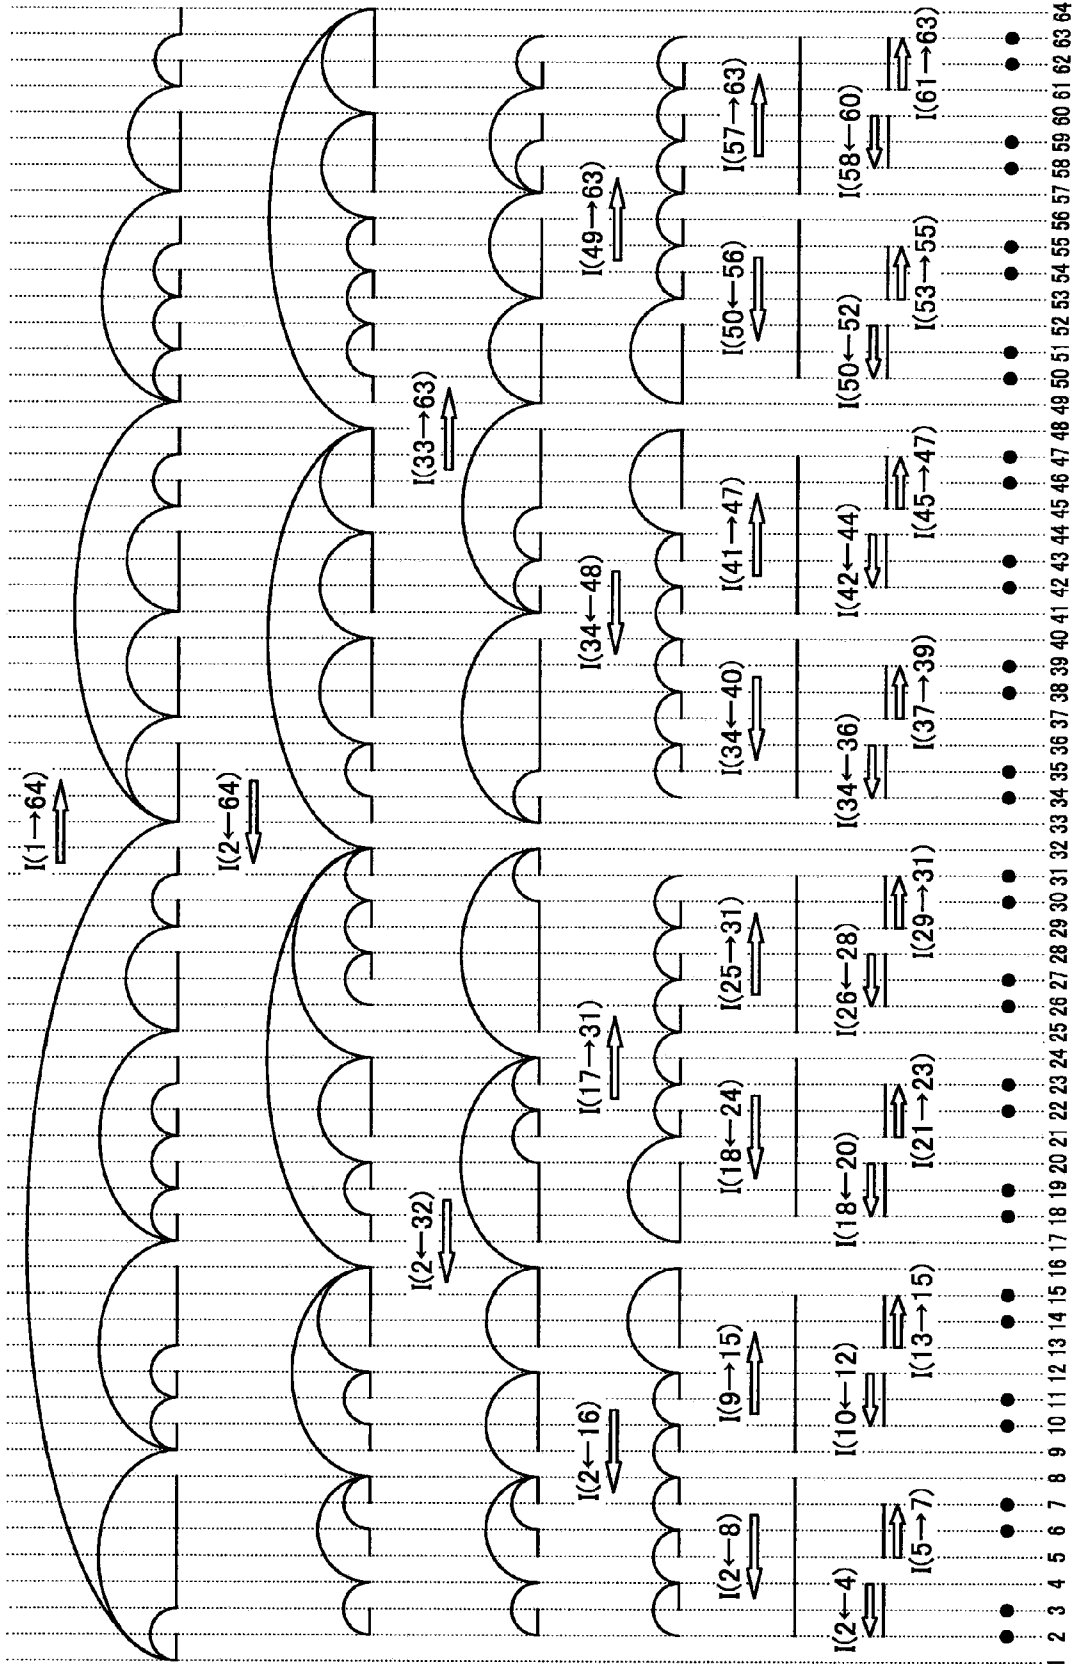 I(1→64)
I(2←64)
I(2←32)
I(33→63)
I(2←16)
I(17→31)
I(34←48)
I(49→63)
I(2←8)
I(9→15)
I(18←24)
I(25→31)
I(34←40)
I(41→47)
I(50←56)
I(57→63)
I(2←4)
I(5→7)
I(10←12)
I(13→15)
I(18←20)
I(21→23)
I(26←28)
I(29→31)
I(34←36)
I(37→39)
I(42←44)
I(45→47)
I(50←52)
I(53→55)
I(58←60)
I(61→63)
1 2 3 4 5 6 7 8 9 10 11 12 13 14 15 16 17 18 19 20 21 22 23 24 25 26 27 28 29 30 31 32 33 34 35 36 37 38 39 40 41 42 43 44 45 46 47 48 49 50 51 52 53 54 55 56 57 58 59 60 61 62 63 64